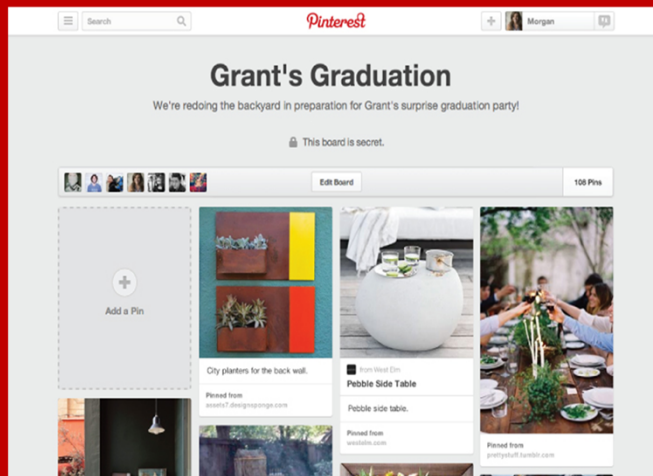 Search
Pinterest
Morgan
Grant's Graduation
We're redoing the backyard in preparation for Grant's surprise graduation party!
This board is secret.
Edit Board
108 Pins
Add a Pin
City planters for the back wall.
Pinned from
assets7.designsponge.com
from West Elm
Pebble Side Table
Pebble side table.
Pinned from
westelm.com
Pinned from
prettystuff.tumblr.com